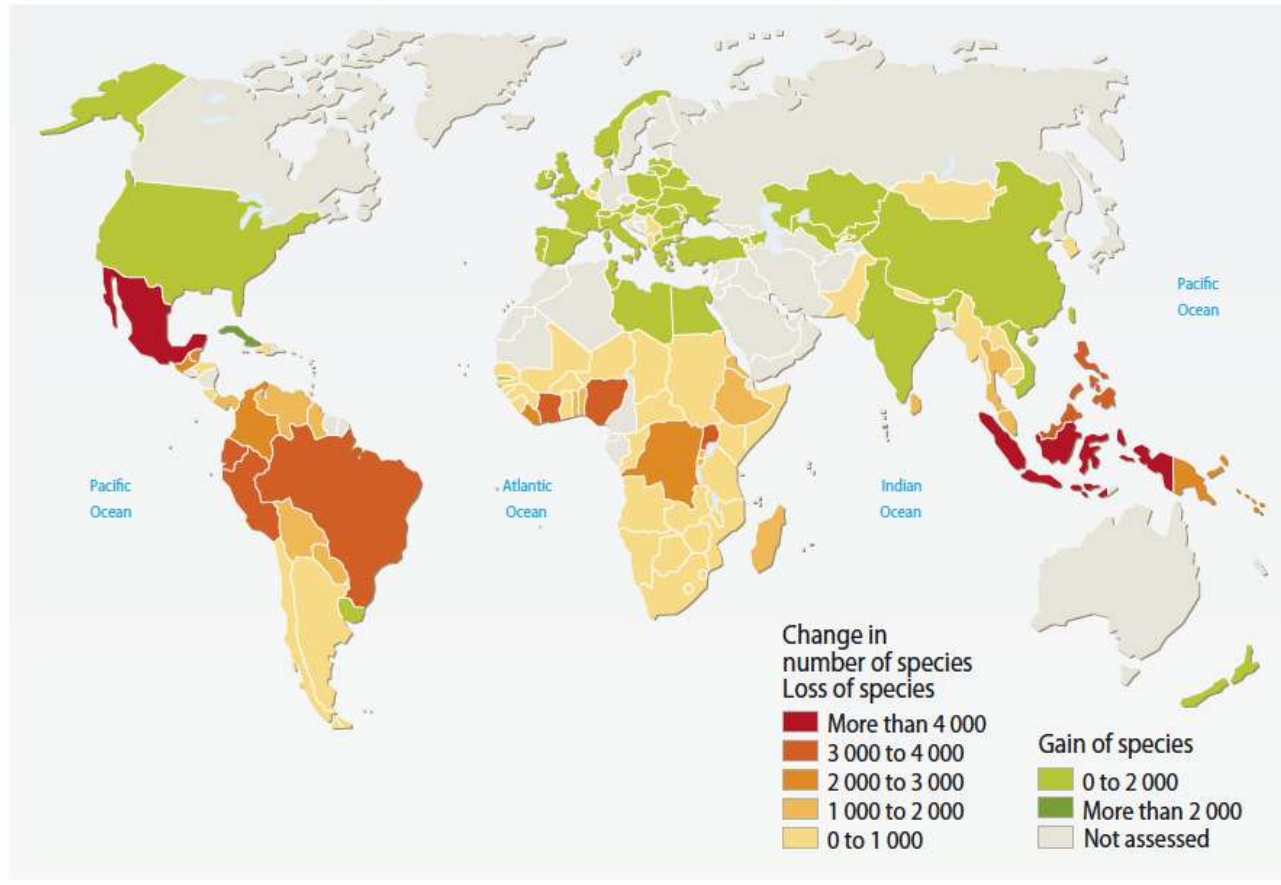 Pacific
Ocean
Pacific
Ocean
Atlantic
Ocean
Indian
Ocean
Change in
number of species
Loss of species
More than 4 000
3 000 to 4 000
2 000 to 3 000
1 000 to 2 000
0 to 1 000
Gain of species
0 to 2 000
More than 2 000
Not assessed